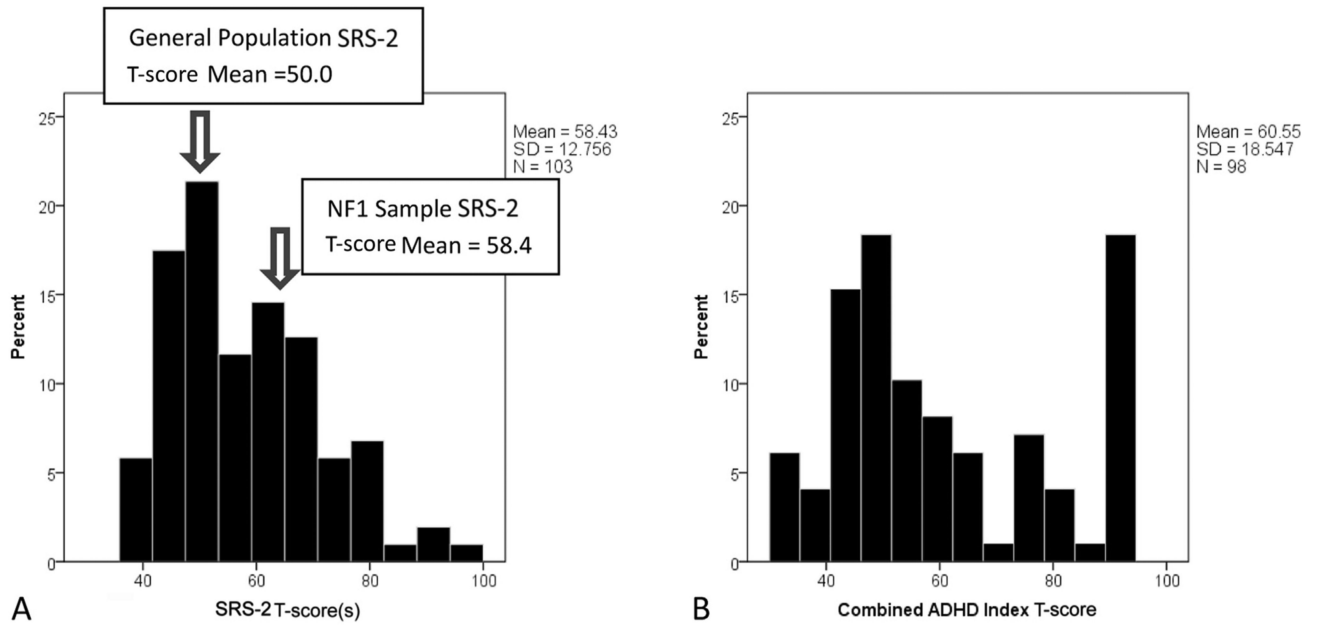 General Population SRS-2
T-score Mean =50.0
Mean = 58.43
SD = 12.756
N = 103
NF1 Sample SRS-2
T-score Mean = 58.4
25
20
15
10
5
0
Percent
40 60 80 100
SRS-2 T-score(s)
A
Mean = 60.55
SD = 18.547
N = 98
25
20
15
10
5
0
Percent
40 60 80 100
Combined ADHD Index T-score
B